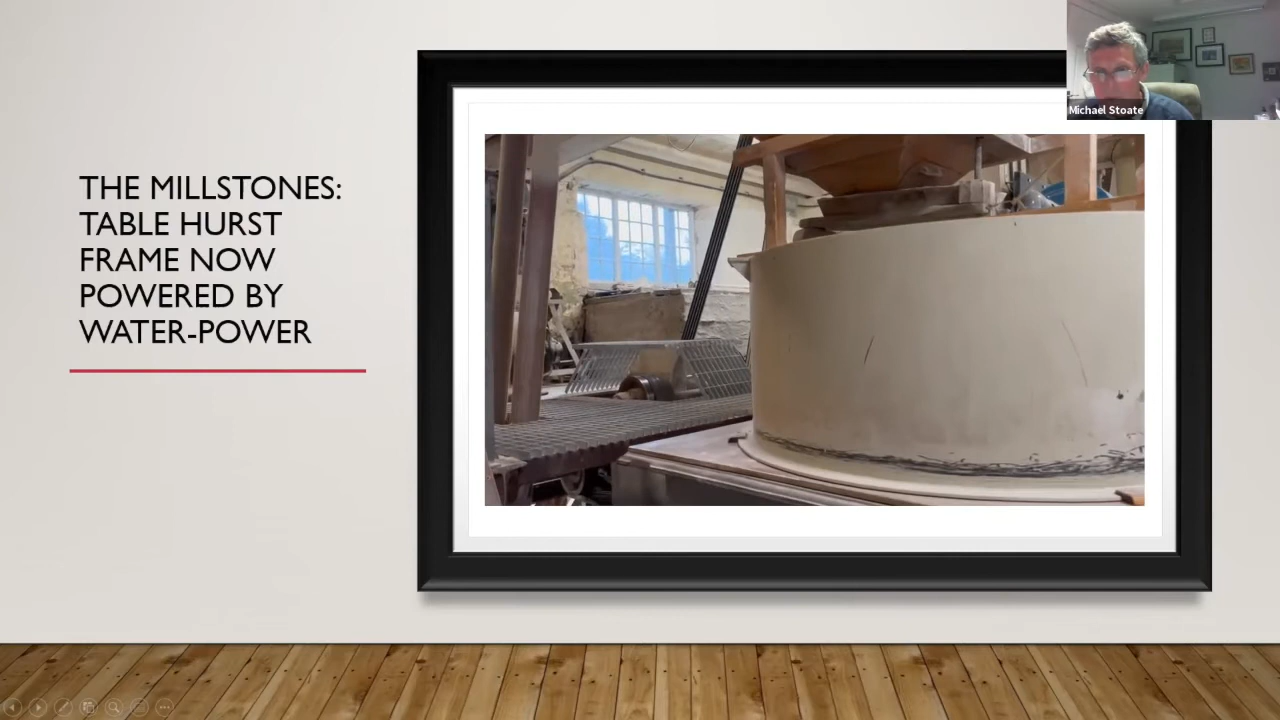 THE MILLSTONES:
TABLE HURST
FRAME NOW
POWERED BY
WATER-POWER
Michael Stoate